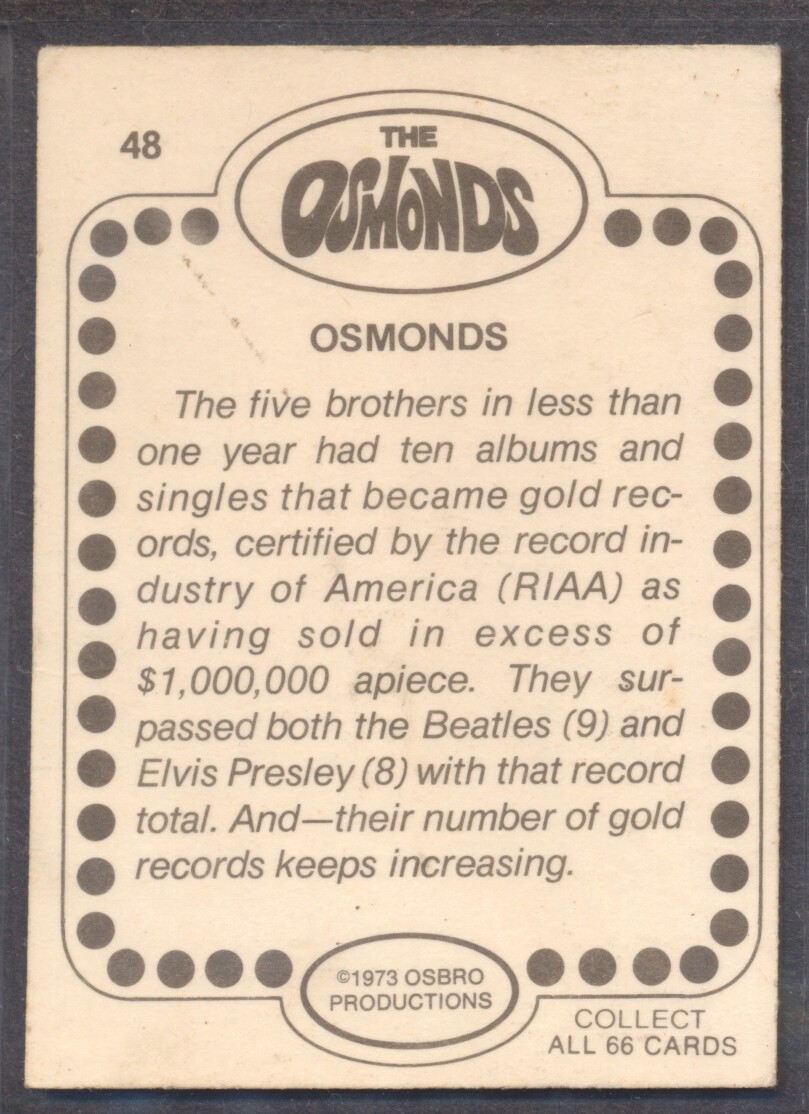 48
THE
OSMONDS
OSMONDS
The five brothers in less than
one year had ten albums and
singles that became gold rec-
ords, certified by the record in-
dustry of America (RIAA) as
having sold in excess of
$1,000,000 apiece. They sur-
passed both the Beatles (9) and
Elvis Presley (8) with that record
total. And—their number of gold
records keeps increasing.
©1973 OSBRO
PRODUCTIONS
COLLECT
ALL 66 CARDS